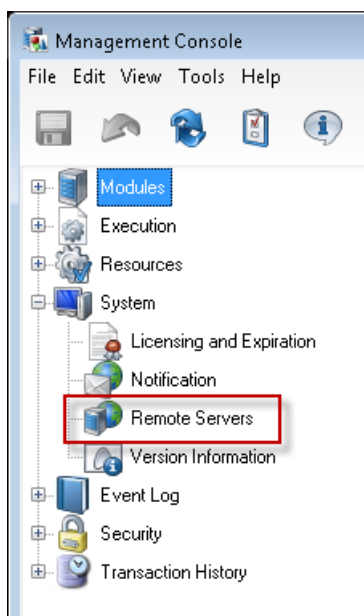 Management Console
File Edit View Tools Help
Modules
Execution
Resources
System
Licensing and Expiration
Notification
Remote Servers
Version Information
Event Log
Security
Transaction History